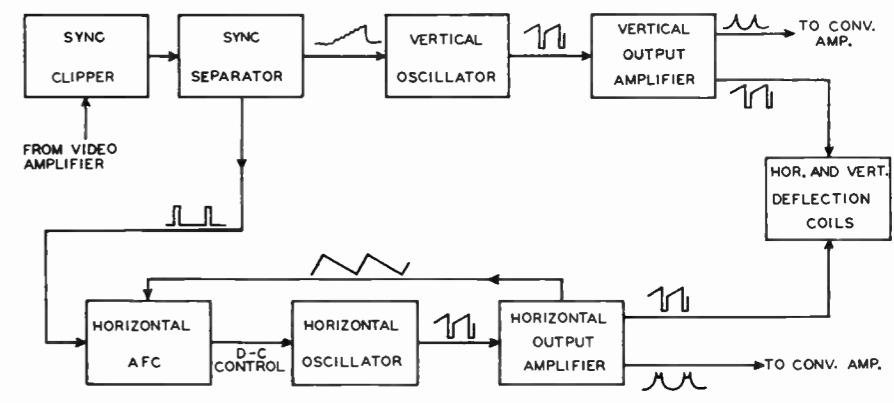 SYNC
CLIPPER
SYNC
SEPARATOR
VERTICAL
OSCILLATOR
VERTICAL
OUTPUT
AMPLIFIER
TO CONV.
AMP.
FROM VIDEO
AMPLIFIER
HOR. AND VERT.
DEFLECTION
COILS
HORIZONTAL
AFC
D-C
CONTROL
HORIZONTAL
OSCILLATOR
HORIZONTAL
OUTPUT
AMPLIFIER
TO CONV. AMP.